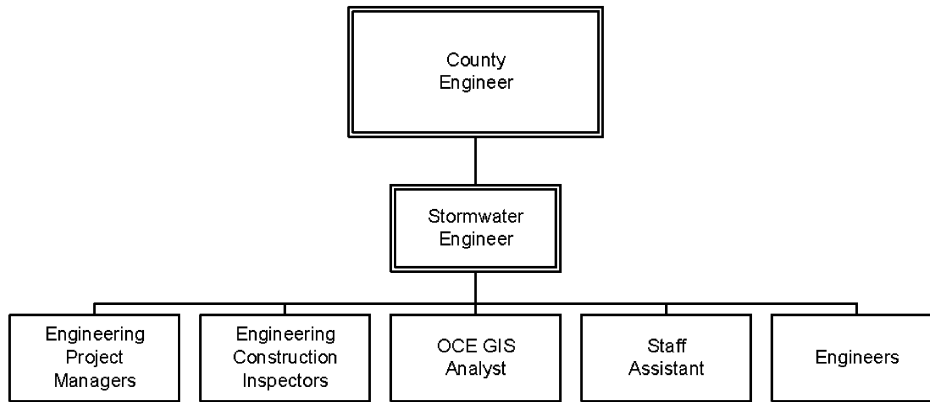 County
Engineer
Stormwater
Engineer
Engineering
Project
Managers
Engineering
Construction
Inspectors
OCE GIS
Analyst
Staff
Assistant
Engineers